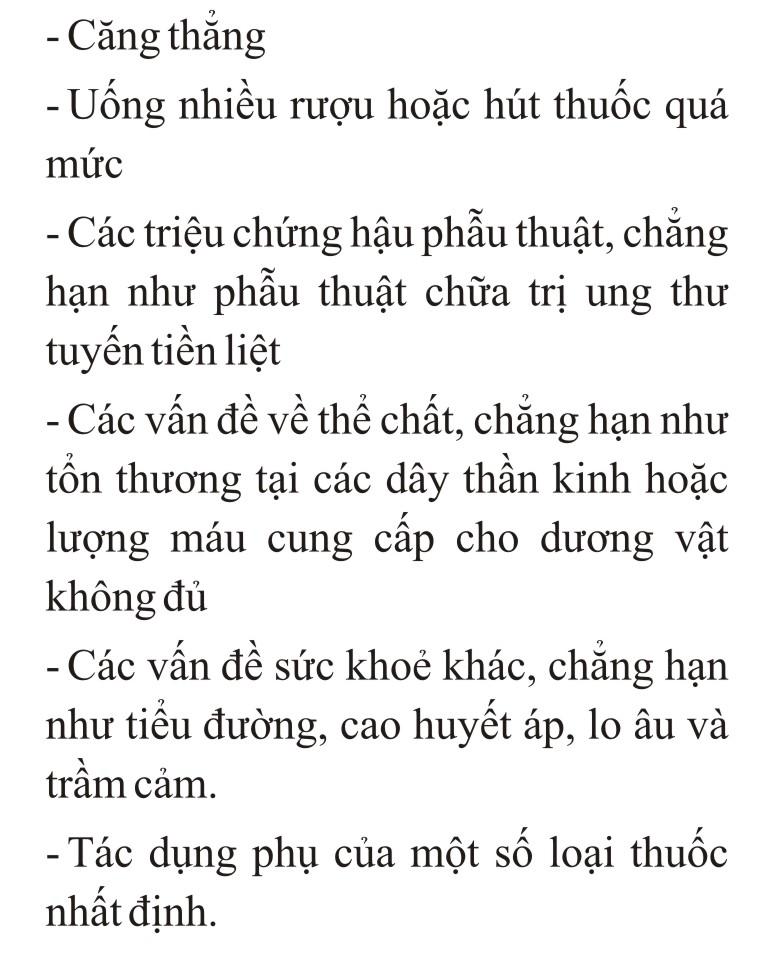 - Căng thẳng
- Uống nhiều rượu hoặc hút thuốc quá
mức
- Các triệu chứng hậu phẫu thuật, chẳng
hạn như phẫu thuật chữa trị ung thư
tuyến tiền liệt
- Các vấn đề về thể chất, chẳng hạn như
tổn thương tại các dây thần kinh hoặc
lượng máu cung cấp cho dương vật
không đủ
- Các vấn đề sức khoẻ khác, chẳng hạn
như tiểu đường, cao huyết áp, lo âu và
trầm cảm.
- Tác dụng phụ của một số loại thuốc
nhất định.